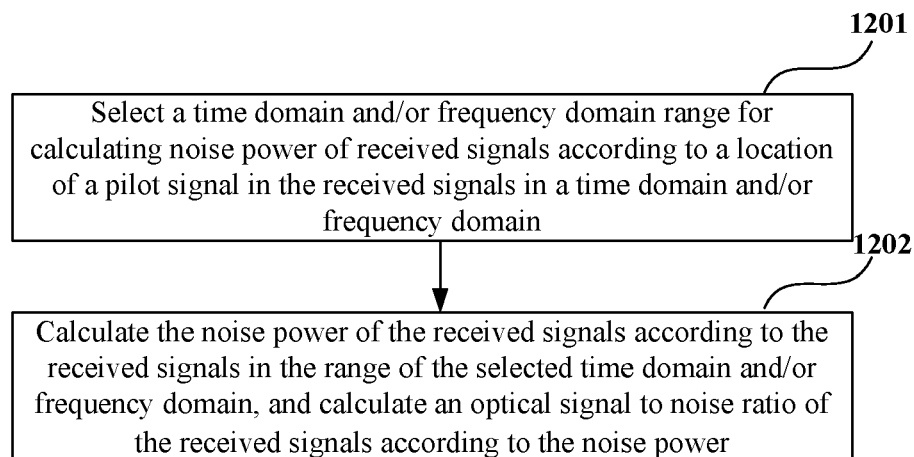 1201
Select a time domain and/or frequency domain range for
calculating noise power of received signals according to a location
of a pilot signal in the received signals in a time domain and/or
frequency domain
1202
Calculate the noise power of the received signals according to the
received signals in the range of the selected time domain and/or
frequency domain, and calculate an optical signal to noise ratio of
the received signals according to the noise power